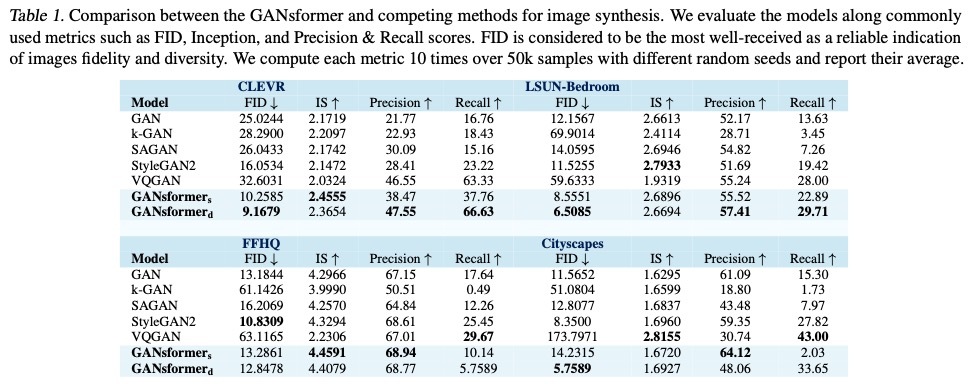 Table 1. Comparison between the GANsformer and competing methods for image synthesis. We evaluate the models along commonly
used metrics such as FID, Inception, and Precision & Recall scores. FID is considered to be the most well-received as a reliable indication
of images fidelity and diversity. We compute each metric 10 times over 50k samples with different random seeds and report their average.
CLEVR LSUN-Bedroom
Model FID ↓ IS ↑ Precision ↑ Recall ↑ FID ↓ IS ↑ Precision ↑ Recall ↑
GAN 25.0244 2.1719 21.77 16.76 12.1567 2.6613 52.17 13.63
k-GAN 28.2900 2.2097 22.93 18.43 69.9014 2.4114 28.71 3.45
SAGAN 26.0433 2.1742 30.09 15.16 14.0595 2.6946 54.82 7.26
StyleGAN2 16.0534 2.1472 28.41 23.22 11.5255 2.7933 51.69 19.42
VQGAN 32.6031 2.0324 46.55 63.33 59.6333 1.9319 55.24 28.00
GANsformerₛ 10.2585 2.4555 38.47 37.76 8.5551 2.6896 55.52 22.89
GANsformer_d 9.1679 2.3654 47.55 66.63 6.5085 2.6694 57.41 29.71
FFHQ Cityscapes
Model FID ↓ IS ↑ Precision ↑ Recall ↑ FID ↓ IS ↑ Precision ↑ Recall ↑
GAN 13.1844 4.2966 67.15 17.64 11.5652 1.6295 61.09 15.30
k-GAN 61.1426 3.9990 50.51 0.49 51.0804 1.6599 18.80 1.73
SAGAN 16.2069 4.2570 64.84 12.26 12.8077 1.6837 43.48 7.97
StyleGAN2 10.8309 4.3294 68.61 25.45 8.3500 1.6960 59.35 27.82
VQGAN 63.1165 2.2306 67.01 29.67 173.7971 2.8155 30.74 43.00
GANsformerₛ 13.2861 4.4591 68.94 10.14 14.2315 1.6720 64.12 2.03
GANsformer_d 12.8478 4.4079 68.77 5.7589 5.7589 1.6927 48.06 33.65